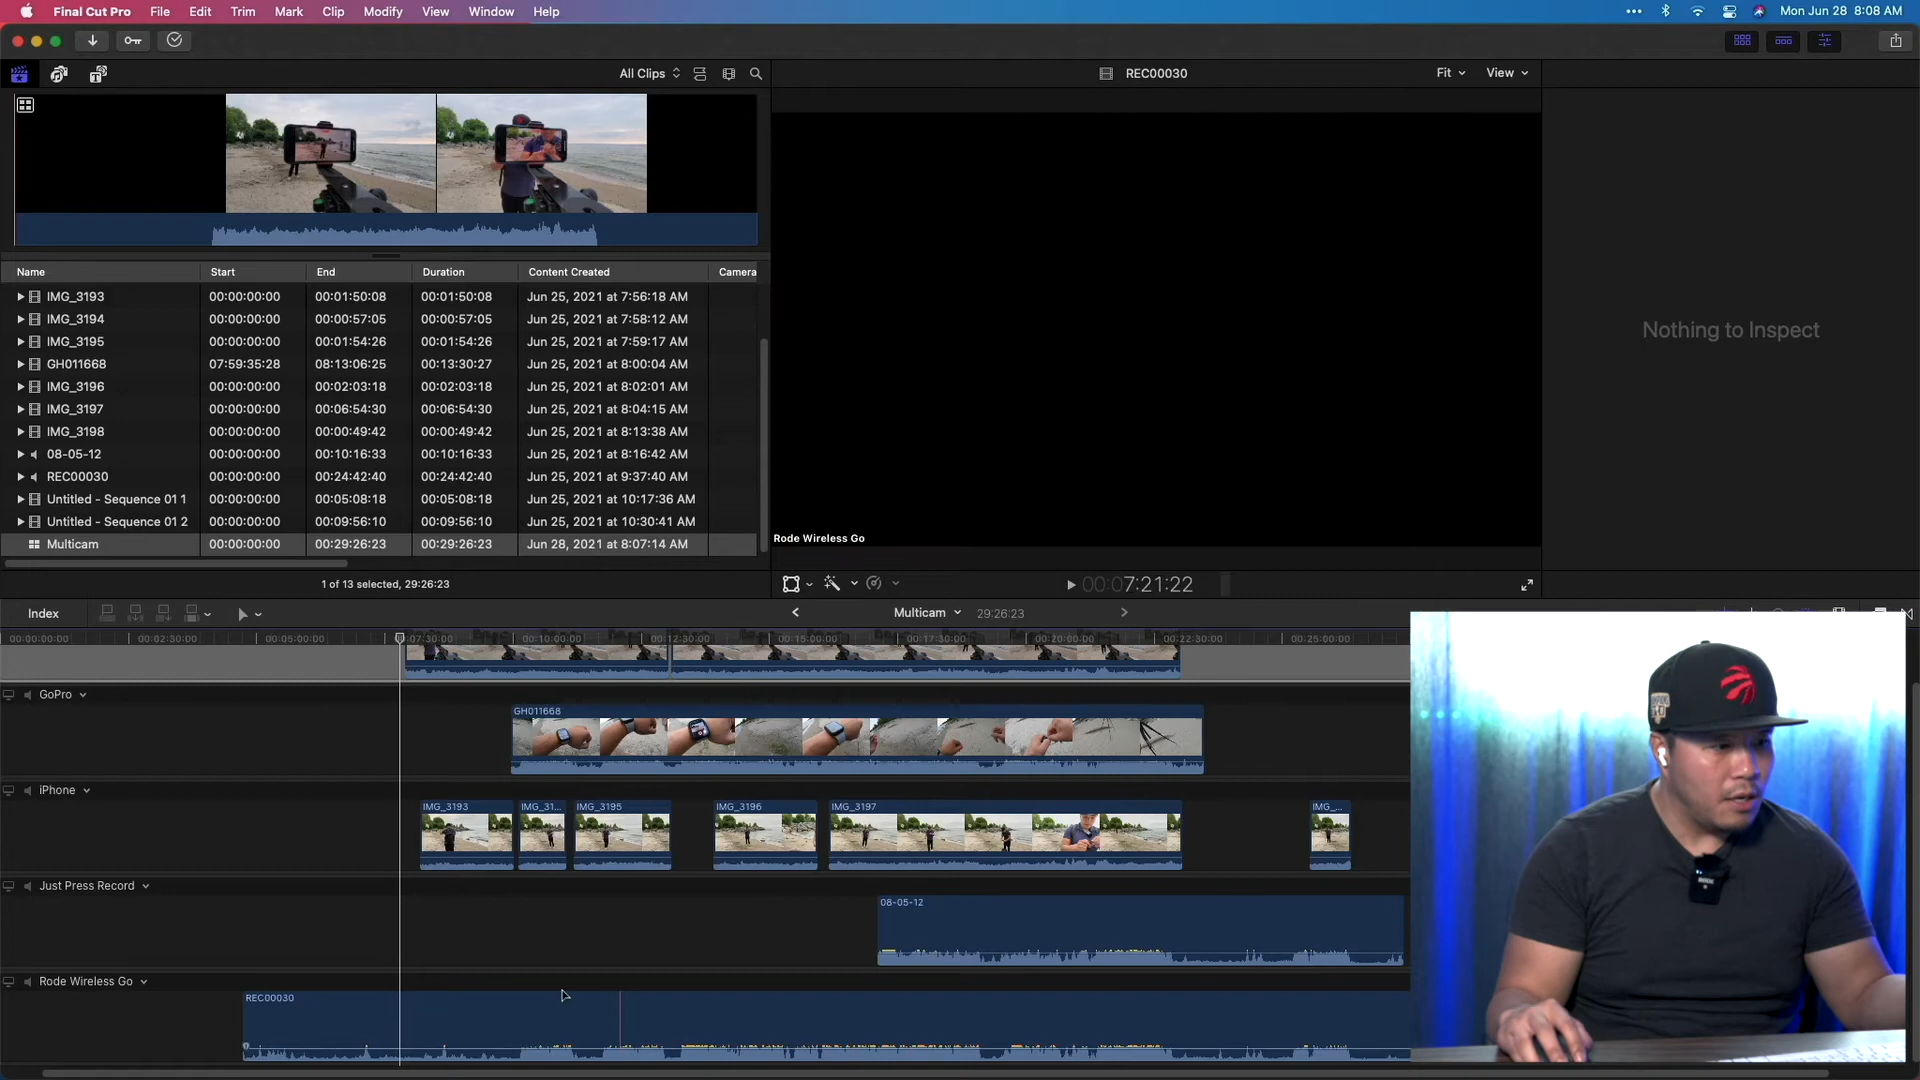 Final Cut Pro File Edit Trim Mark Clip Modify View Window Help
Mon Jun 28 8:08 AM
All Clips
REC00030
Fit
View
Name Start End Duration Content Created Camera
IMG_3193 00:00:00:00 00:01:50:08 00:01:50:08 Jun 25, 2021 at 7:56:18 AM
IMG_3194 00:00:00:00 00:00:57:05 00:00:57:05 Jun 25, 2021 at 7:58:12 AM
IMG_3195 00:00:00:00 00:01:54:26 00:01:54:26 Jun 25, 2021 at 7:59:17 AM
GH011668 07:59:35:28 08:13:06:25 00:13:30:27 Jun 25, 2021 at 8:00:04 AM
IMG_3196 00:00:00:00 00:02:03:18 00:02:03:18 Jun 25, 2021 at 8:02:01 AM
IMG_3197 00:00:00:00 00:06:54:30 00:06:54:30 Jun 25, 2021 at 8:04:15 AM
IMG_3198 00:00:00:00 00:00:49:42 00:00:49:42 Jun 25, 2021 at 8:13:38 AM
08-05-12 00:00:00:00 00:10:16:33 00:10:16:33 Jun 25, 2021 at 8:16:42 AM
REC00030 00:00:00:00 00:24:42:40 00:24:42:40 Jun 25, 2021 at 9:37:40 AM
Untitled - Sequence 01 1 00:00:00:00 00:05:08:18 00:05:08:18 Jun 25, 2021 at 10:17:36 AM
Untitled - Sequence 01 2 00:00:00:00 00:09:56:10 00:09:56:10 Jun 25, 2021 at 10:30:41 AM
Multicam 00:00:00:00 00:29:26:23 00:29:26:23 Jun 28, 2021 at 8:07:14 AM
1 of 13 selected, 29:26:23
Nothing to Inspect
Rode Wireless Go
00:07:21:22
Index
Multicam
29:26:23
00:00:00:00 00:02:30:00 00:05:00:00 00:07:30:00 00:10:00:00 00:12:30:00 00:15:00:00 00:17:30:00 00:20:00:00 00:22:30:00 00:25:00:00
GoPro
GH011668
iPhone
IMG_3193 IMG_31... IMG_3195 IMG_3196 IMG_3197 IMG_...
Just Press Record
08-05-12
Rode Wireless Go
REC00030
RODE